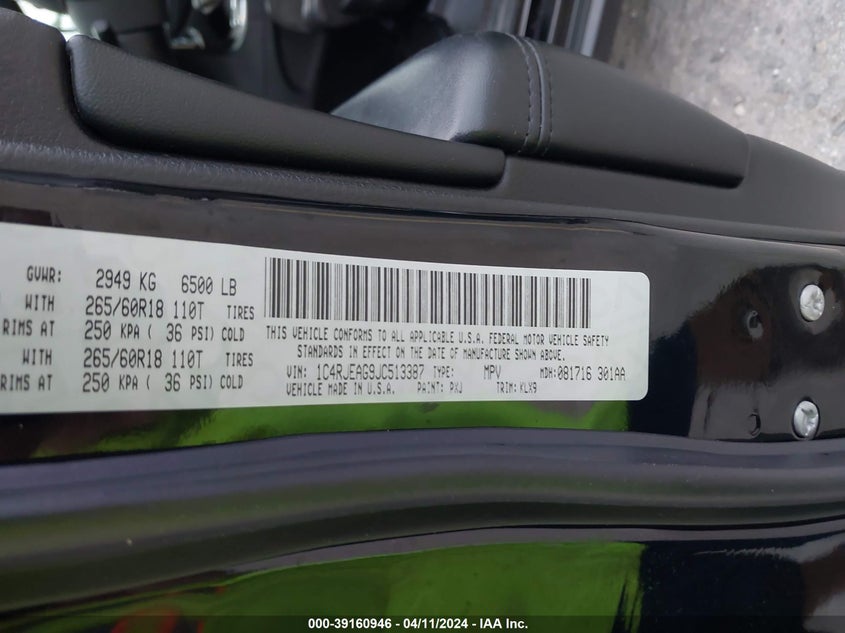 GVWR: 2949 KG 6500 LB
WITH 265/60R18 110T TIRES
RIMS AT 250 KPA ( 36 PSI) COLD
WITH 265/60R18 110T TIRES
RIMS AT 250 KPA ( 36 PSI) COLD
THIS VEHICLE CONFORMS TO ALL APPLICABLE U.S.A. FEDERAL MOTOR VEHICLE SAFETY
STANDARDS IN EFFECT ON THE DATE OF MANUFACTURE SHOWN ABOVE.
VIN: 1C4RJEAG9JC513387 TYPE: MPV MDH: 081716 301AA
VEHICLE MADE IN U.S.A. PAINT: PXJ TRIM: KLX9
000-39160946 - 04/11/2024 - IAA Inc.